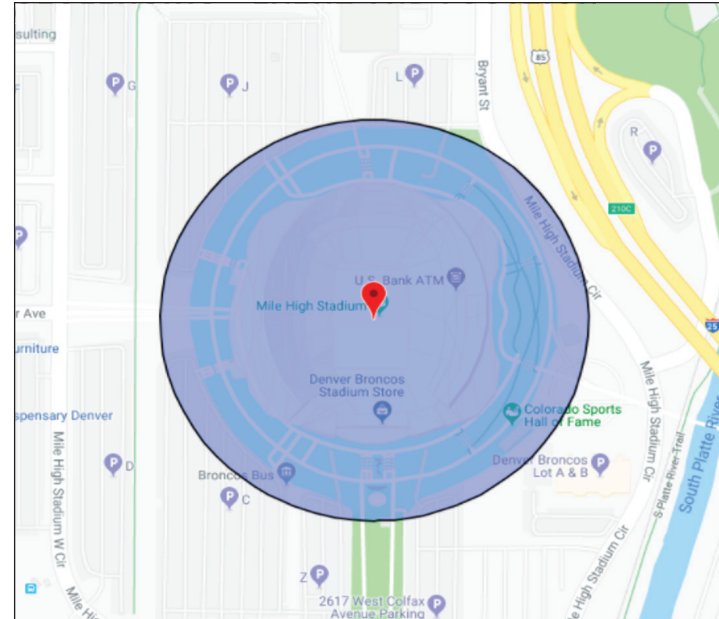 sulting
G
J
L
Bryant St
85
R
210C
Mile High Stadium Cir
U.S. Bank ATM
Mile High Stadium
r Ave
25
urniture
Denver Broncos
Stadium Store
Colorado Sports
Hall of Fame
spensary Denver
Mile High Stadium W Cir
D
Broncos Bus
C
Denver Broncos
Lot A & B
Mile High Stadium Cir
S Platte River Trail
South Platte River
Z
2617 West Colfax
Avenue Parking
e High Stadium Cir
Mile Hi